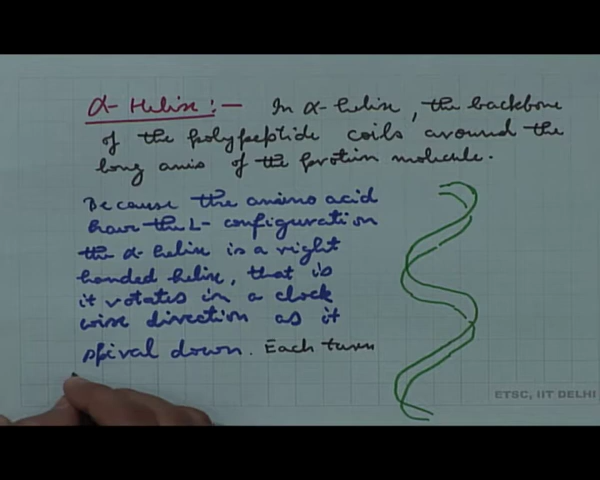 α- Helix :— In α-helix, the backbone
of the polypeptide coils around the
long axis of the protein molecule.
Because the amino acid
have the L- configuration
the α- helix is a right
handed helix, that is
it rotates in a clock
wise direction as it
spiral down. Each turn
ETSC, IIT DELHI